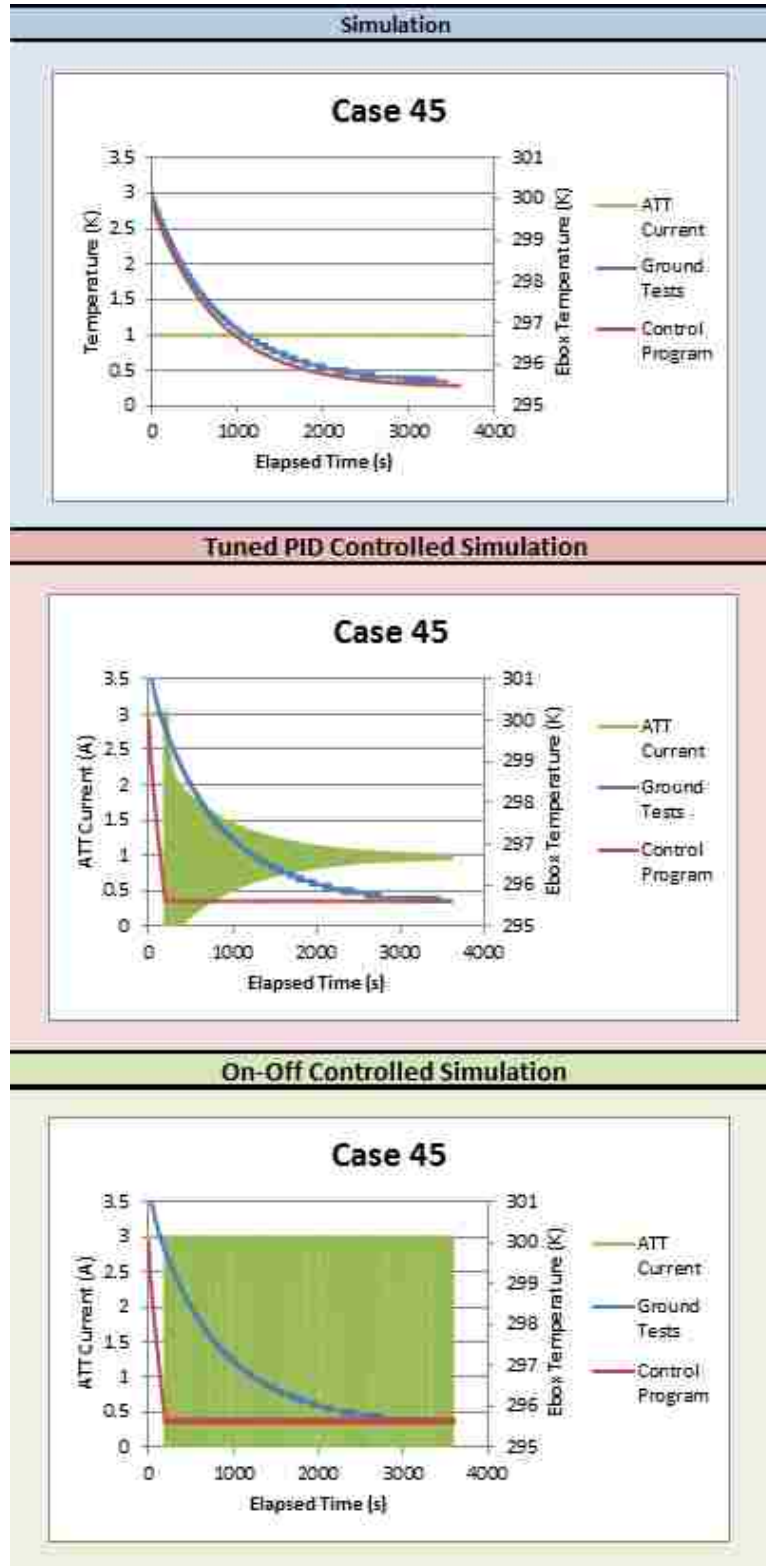 Simulation
Case 45
3.5
3
2.5
2
1.5
1
0.5
0
Temperature (K)
301
300
299
298
297
296
295
Ebox Temperature (K)
0 1000 2000 3000 4000
Elapsed Time (s)
ATT
Current
Ground
Tests
Control
Program
Tuned PID Controlled Simulation
Case 45
3.5
3
2.5
2
1.5
1
0.5
0
ATT Current (A)
301
300
299
298
297
296
295
Ebox Temperature (K)
0 1000 2000 3000 4000
Elapsed Time (s)
ATT
Current
Ground
Tests
Control
Program
On-Off Controlled Simulation
Case 45
3.5
3
2.5
2
1.5
1
0.5
0
ATT Current (A)
301
300
299
298
297
296
295
Ebox Temperature (K)
0 1000 2000 3000 4000
Elapsed Time (s)
ATT
Current
Ground
Tests
Control
Program